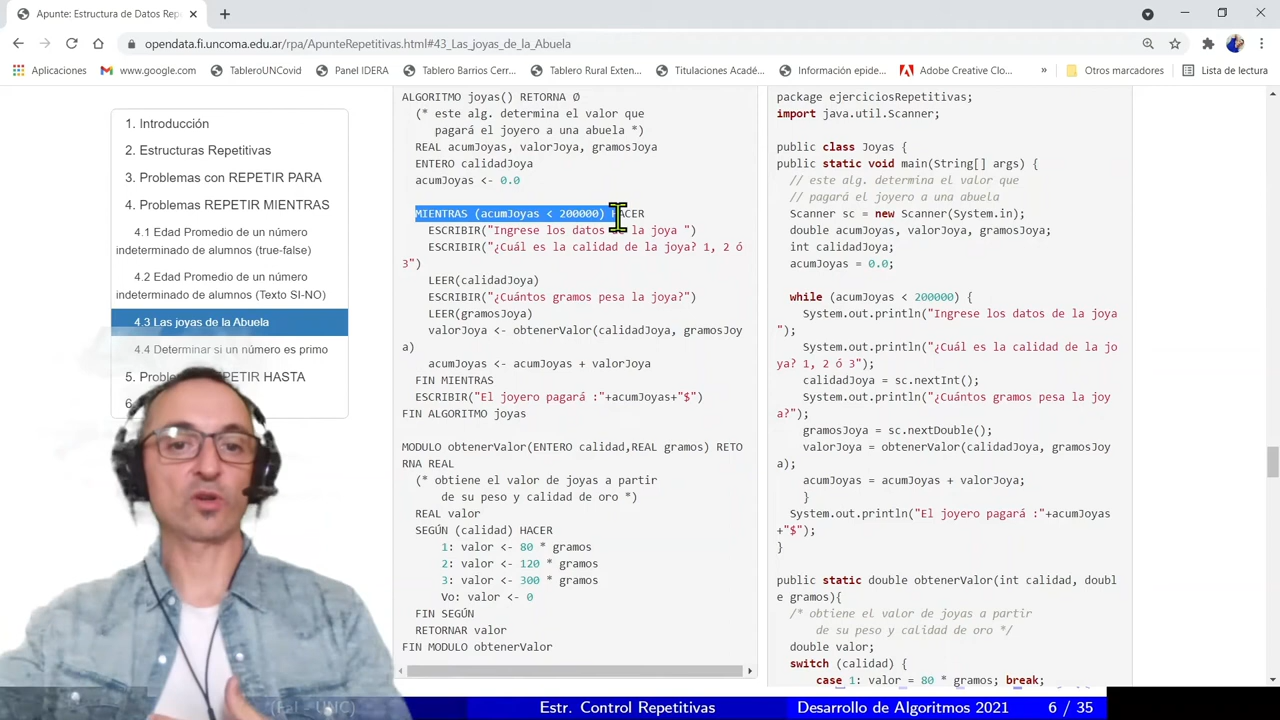 Apunte: Estructura de Datos Rep
opendata.fi.uncoma.edu.ar/rpa/ApunteRepetitivas.html#43_Las_joyas_de_la_Abuela
Aplicaciones
www.google.com
TableroUNCovid
Panel IDERA
Tablero Barrios Cerr...
Tablero Rural Exten...
Titulaciones Acadé...
Información epide...
Adobe Creative Clo...
»
Otros marcadores
Lista de lectura
1. Introducción
2. Estructuras Repetitivas
3. Problemas con REPETIR PARA
4. Problemas REPETIR MIENTRAS
4.1 Edad Promedio de un número
indeterminado de alumnos (true-false)
4.2 Edad Promedio de un número
indeterminado de alumnos (Texto SI-NO)
4.3 Las joyas de la Abuela
4.4 Determinar si un número es primo
5. Prob EPETIR HASTA
6
ALGORITMO joyas() RETORNA Ø
(* este alg. determina el valor que
pagará el joyero a una abuela *)
REAL acumJoyas, valorJoya, gramosJoya
ENTERO calidadJoya
acumJoyas <- 0.0
MIENTRAS (acumJoyas < 200000) HACER
ESCRIBIR("Ingrese los datos de la joya ")
ESCRIBIR("¿Cuál es la calidad de la joya? 1, 2 ó
3")
LEER(calidadJoya)
ESCRIBIR("¿Cuántos gramos pesa la joya?")
LEER(gramosJoya)
valorJoya <- obtenerValor(calidadJoya, gramosJoy
a)
acumJoyas <- acumJoyas + valorJoya
FIN MIENTRAS
ESCRIBIR("El joyero pagará :"+acumJoyas+"$")
FIN ALGORITMO joyas
MODULO obtenerValor(ENTERO calidad,REAL gramos) RETO
RNA REAL
(* obtiene el valor de joyas a partir
de su peso y calidad de oro *)
REAL valor
SEGÚN (calidad) HACER
1: valor <- 80 * gramos
2: valor <- 120 * gramos
3: valor <- 300 * gramos
Vo: valor <- 0
FIN SEGÚN
RETORNAR valor
FIN MODULO obtenerValor
package ejerciciosRepetitivas;
import java.util.Scanner;
public class Joyas {
public static void main(String[] args) {
// este alg. determina el valor que
// pagará el joyero a una abuela
Scanner sc = new Scanner(System.in);
double acumJoyas, valorJoya, gramosJoya;
int calidadJoya;
acumJoyas = 0.0;
while (acumJoyas < 200000) {
System.out.println("Ingrese los datos de la joya
");
System.out.println("¿Cuál es la calidad de la jo
ya? 1, 2 ó 3");
calidadJoya = sc.nextInt();
System.out.println("¿Cuántos gramos pesa la joy
a?");
gramosJoya = sc.nextDouble();
valorJoya = obtenerValor(calidadJoya, gramosJoy
a);
acumJoyas = acumJoyas + valorJoya;
}
System.out.println("El joyero pagará :"+acumJoyas
+"$");
}
public static double obtenerValor(int calidad, doubl
e gramos){
/* obtiene el valor de joyas a partir
de su peso y calidad de oro */
double valor;
switch (calidad) {
case 1: valor = 80 * gramos; break;
(FaI - UNC)
Estr. Control Repetitivas
Desarrollo de Algoritmos 2021
6 / 35